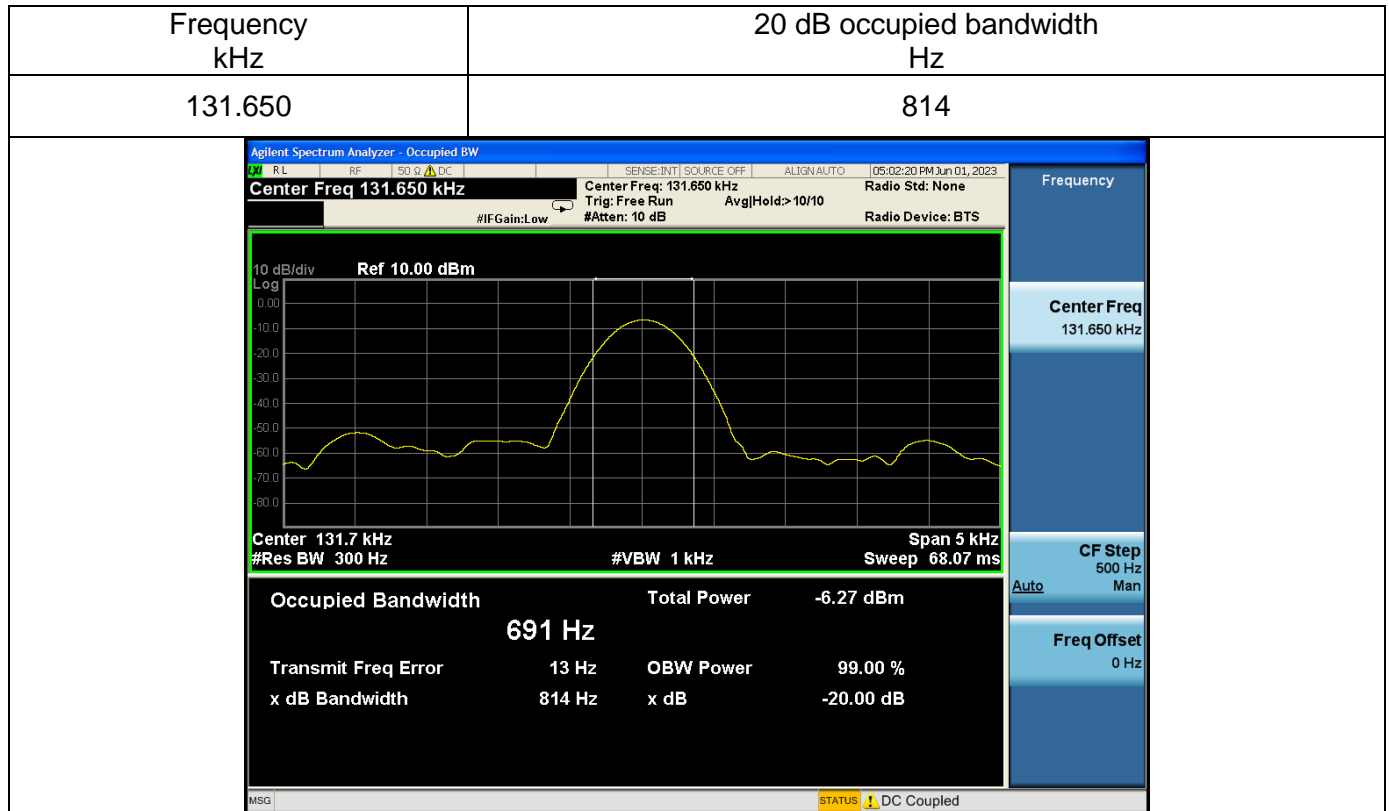 Frequency
kHz
20 dB occupied bandwidth
Hz
131.650
814
Agilent Spectrum Analyzer - Occupied BW
LXI RL RF 50 Ω DC SENSE:INT SOURCE OFF ALIGN AUTO 05:02:20 PM Jun 01, 2023
Center Freq 131.650 kHz
Center Freq: 131.650 kHz
Radio Std: None
Trig: Free Run
Avg|Hold:> 10/10
#IFGain:Low
#Atten: 10 dB
Radio Device: BTS
10 dB/div
Ref 10.00 dBm
Log
0.00
-10.0
-20.0
-30.0
-40.0
-50.0
-60.0
-70.0
-80.0
Center 131.7 kHz
Span 5 kHz
#Res BW 300 Hz
#VBW 1 kHz
Sweep 68.07 ms
Occupied Bandwidth
691 Hz
Total Power
-6.27 dBm
Transmit Freq Error
13 Hz
OBW Power
99.00 %
x dB Bandwidth
814 Hz
x dB
-20.00 dB
Frequency
Center Freq
131.650 kHz
CF Step
500 Hz
Auto Man
Freq Offset
0 Hz
MSG
STATUS DC Coupled